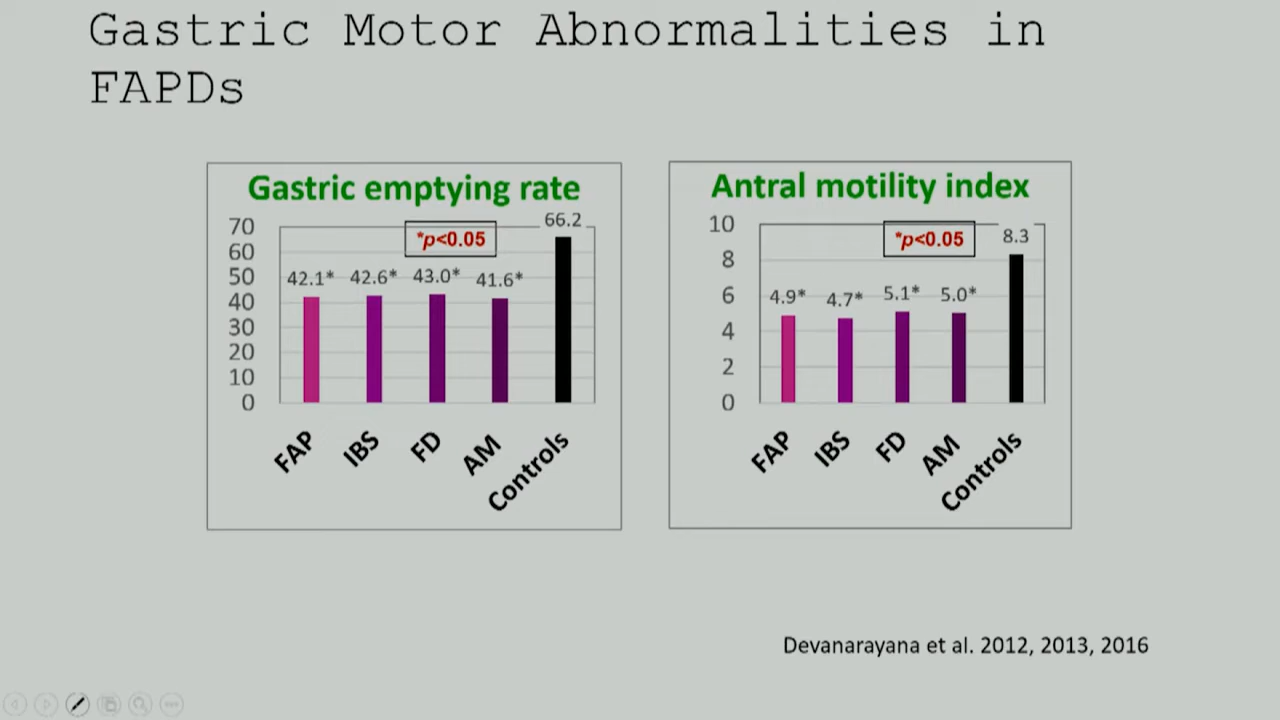 Gastric Motor Abnormalities in
FAPDs
Gastric emptying rate
70
60
50
40
30
20
10
0
*p<0.05
42.1*
42.6*
43.0*
41.6*
66.2
FAP
IBS
FD
AM
Controls
Antral motility index
10
8
6
4
2
0
*p<0.05
4.9*
4.7*
5.1*
5.0*
8.3
FAP
IBS
FD
AM
Controls
Devanarayana et al. 2012, 2013, 2016